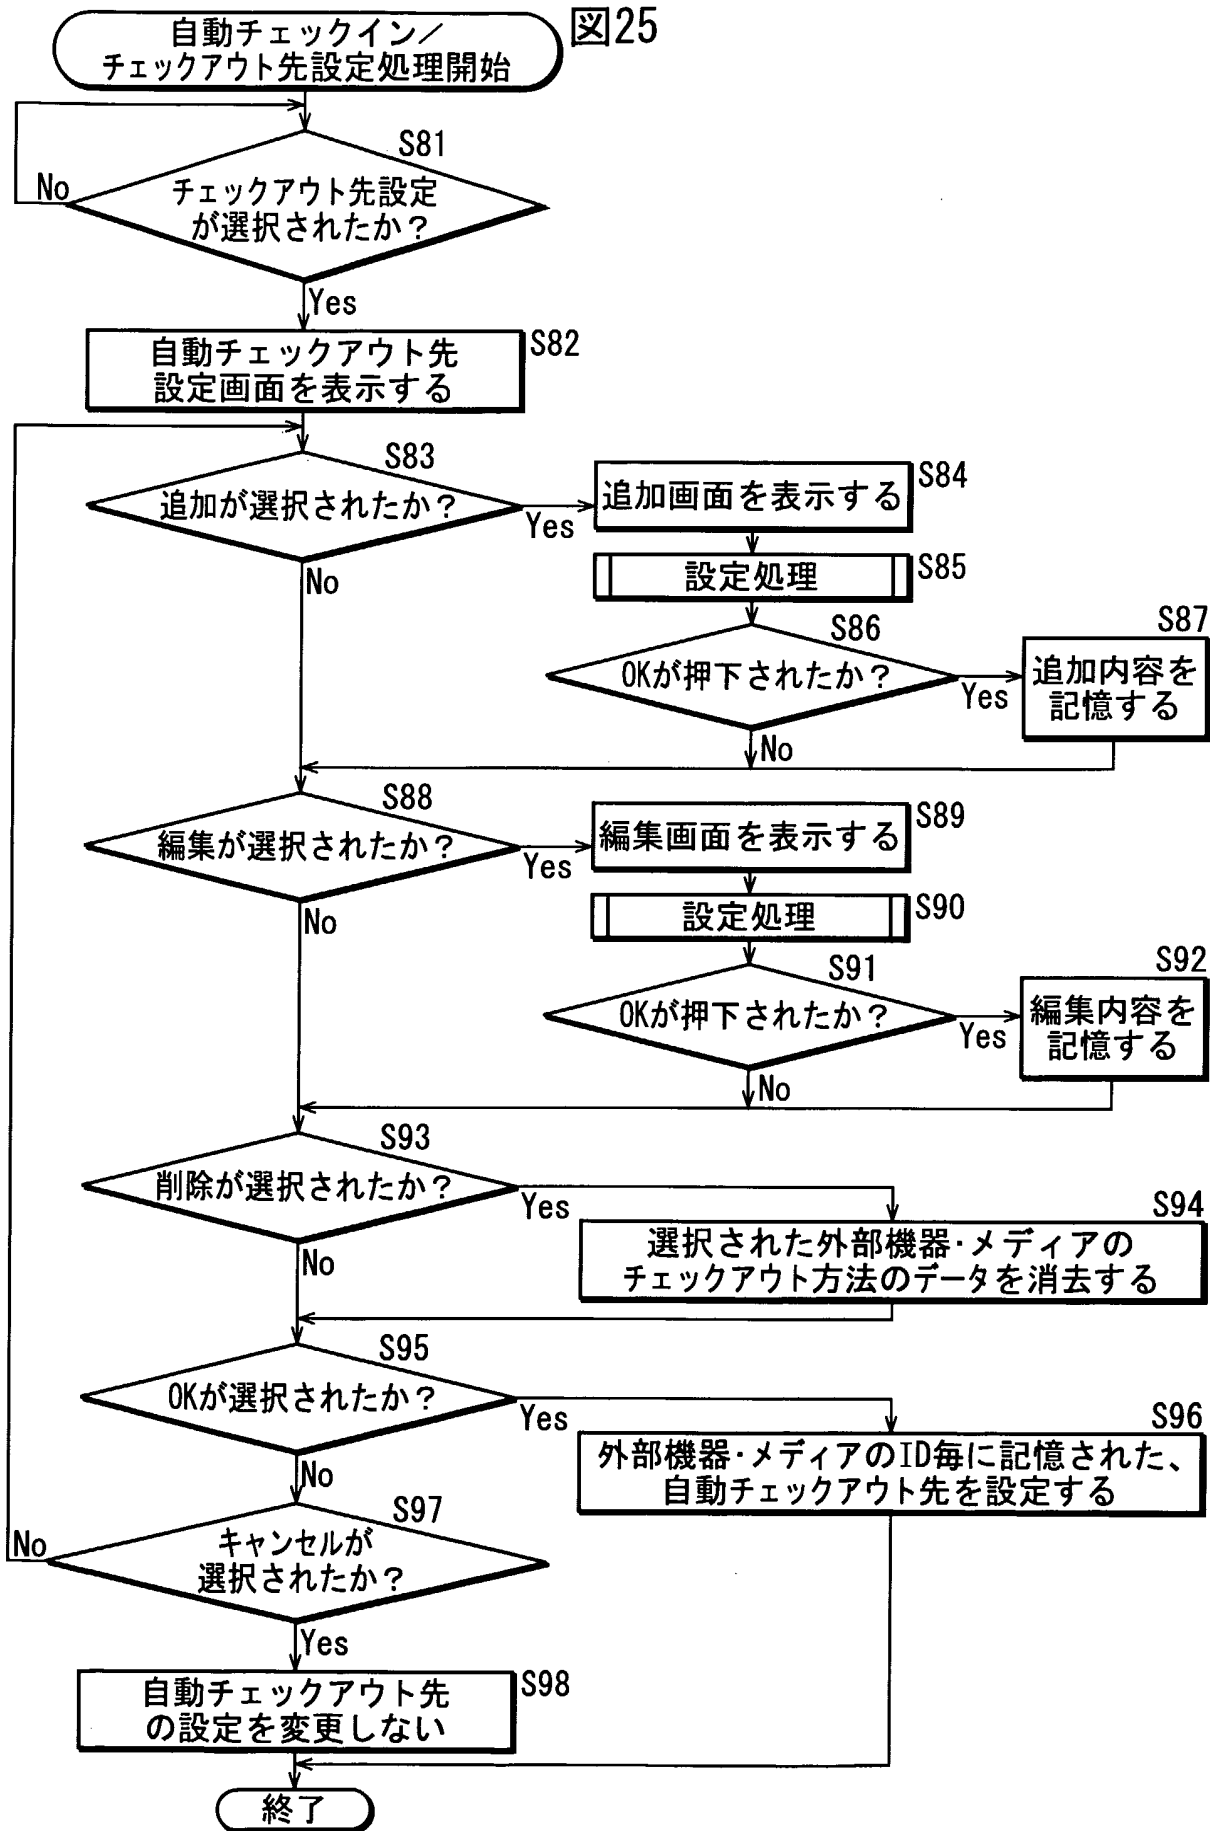 図25
自動チェックイン／
チェックアウト先設定処理開始
S81
チェックアウト先設定
が選択されたか？
No
Yes
S82
自動チェックアウト先
設定画面を表示する
S83
追加が選択されたか？
Yes
No
S84
追加画面を表示する
S85
設定処理
S86
OKが押下されたか？
Yes
No
S87
追加内容を
記憶する
S88
編集が選択されたか？
Yes
No
S89
編集画面を表示する
S90
設定処理
S91
OKが押下されたか？
Yes
No
S92
編集内容を
記憶する
S93
削除が選択されたか？
Yes
No
S94
選択された外部機器・メディアの
チェックアウト方法のデータを消去する
S95
OKが選択されたか？
Yes
No
S96
外部機器・メディアのID毎に記憶された、
自動チェックアウト先を設定する
S97
キャンセルが
選択されたか？
No
Yes
S98
自動チェックアウト先
の設定を変更しない
終了